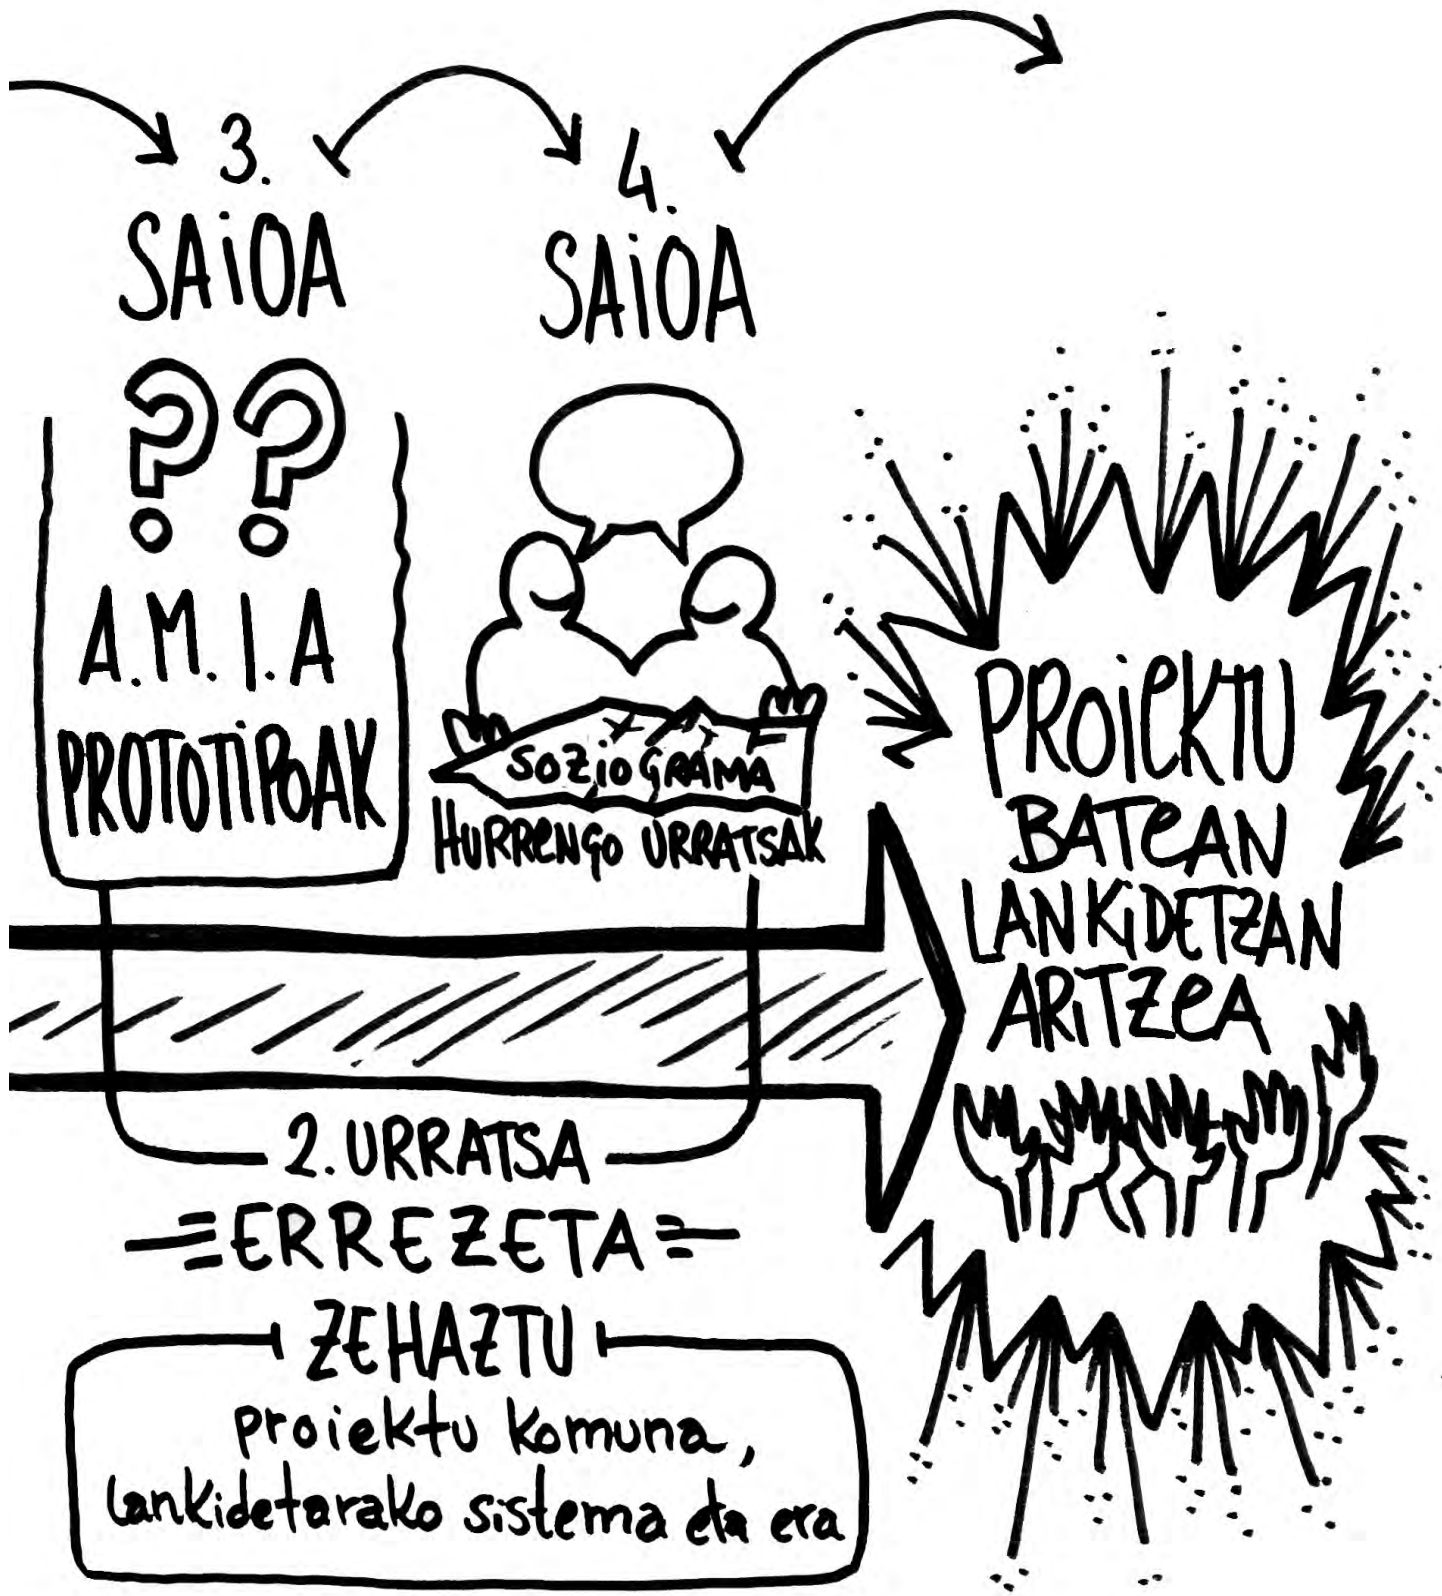 3.
SAiOA
??
A.M.I.A
PROTOTiPOAK
4.
SAiOA
SOZiOGRAMA
HURRENGO URRATSAK
PROiEKTU
BATEAN
LANKiDETZAN
ARiTZEA
2. URRATSA
=ERREZETA=
ZEHAZTU
proiektu komuna,
lankidetarako sistema eta era